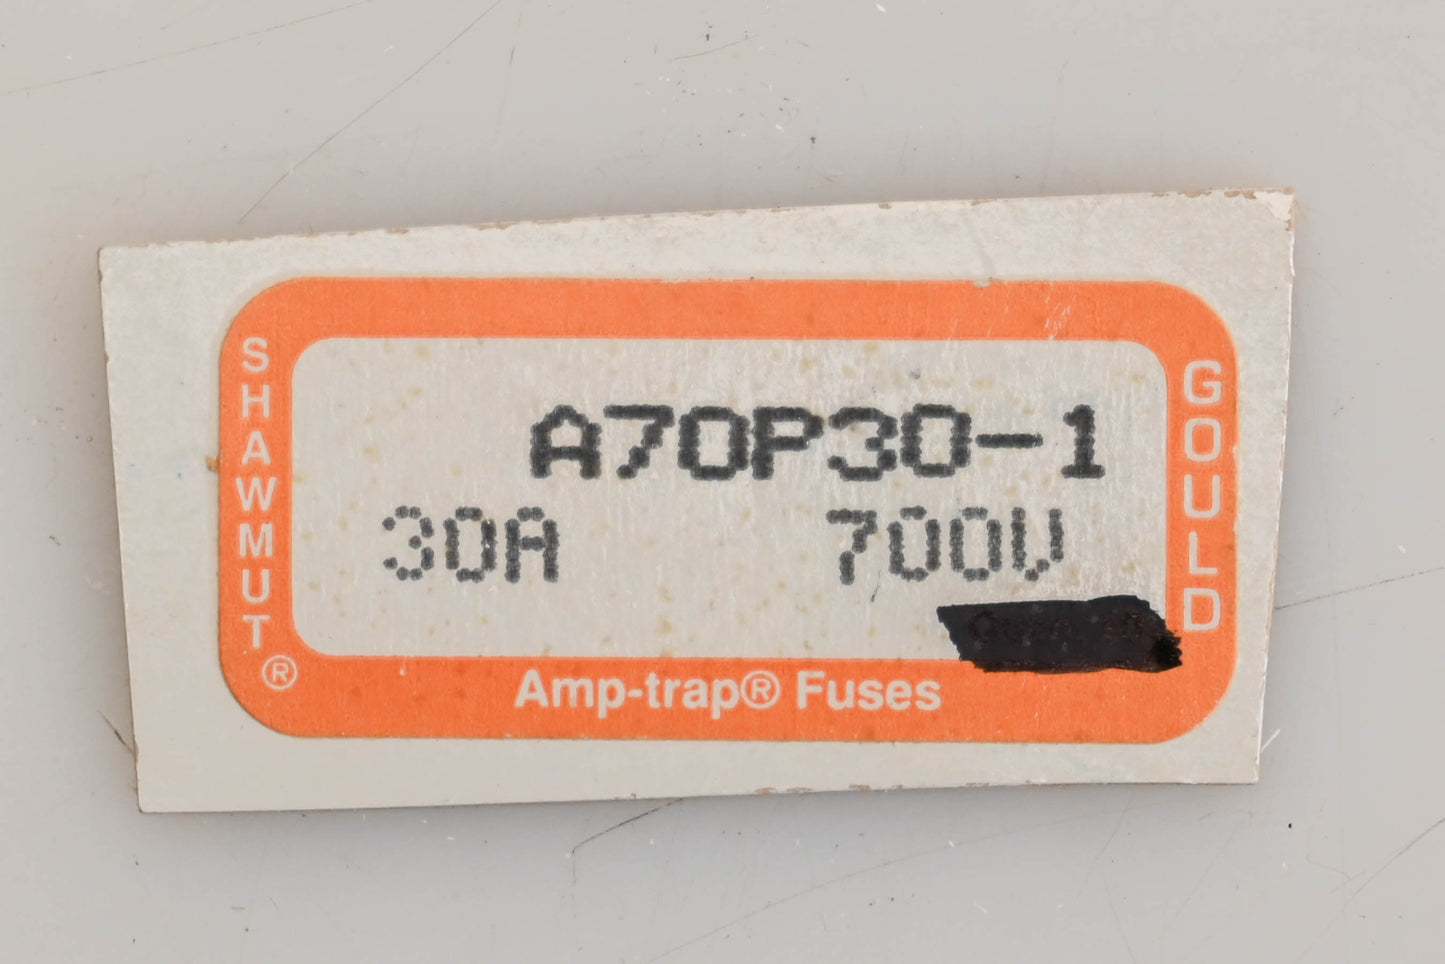 SHAWMUT®
A70P30-1
30A 700V
GOULD
Amp-trap® Fuses